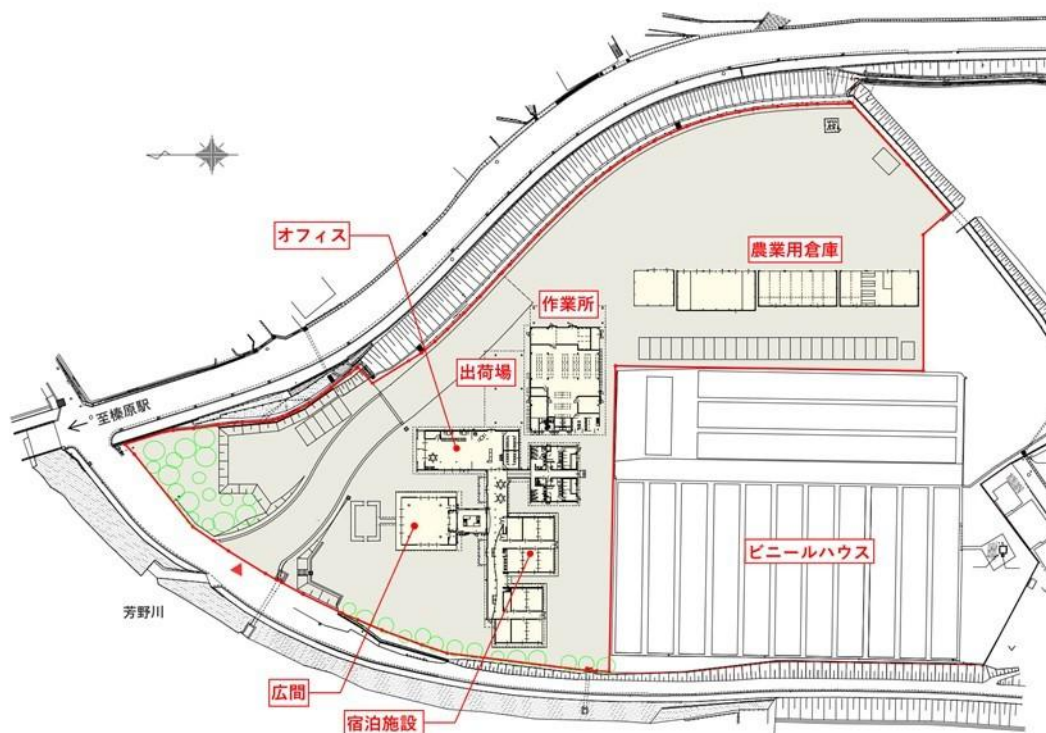 オフィス
農業用倉庫
作業所
出荷場
至榛原駅
ビニールハウス
芳野川
広間
宿泊施設